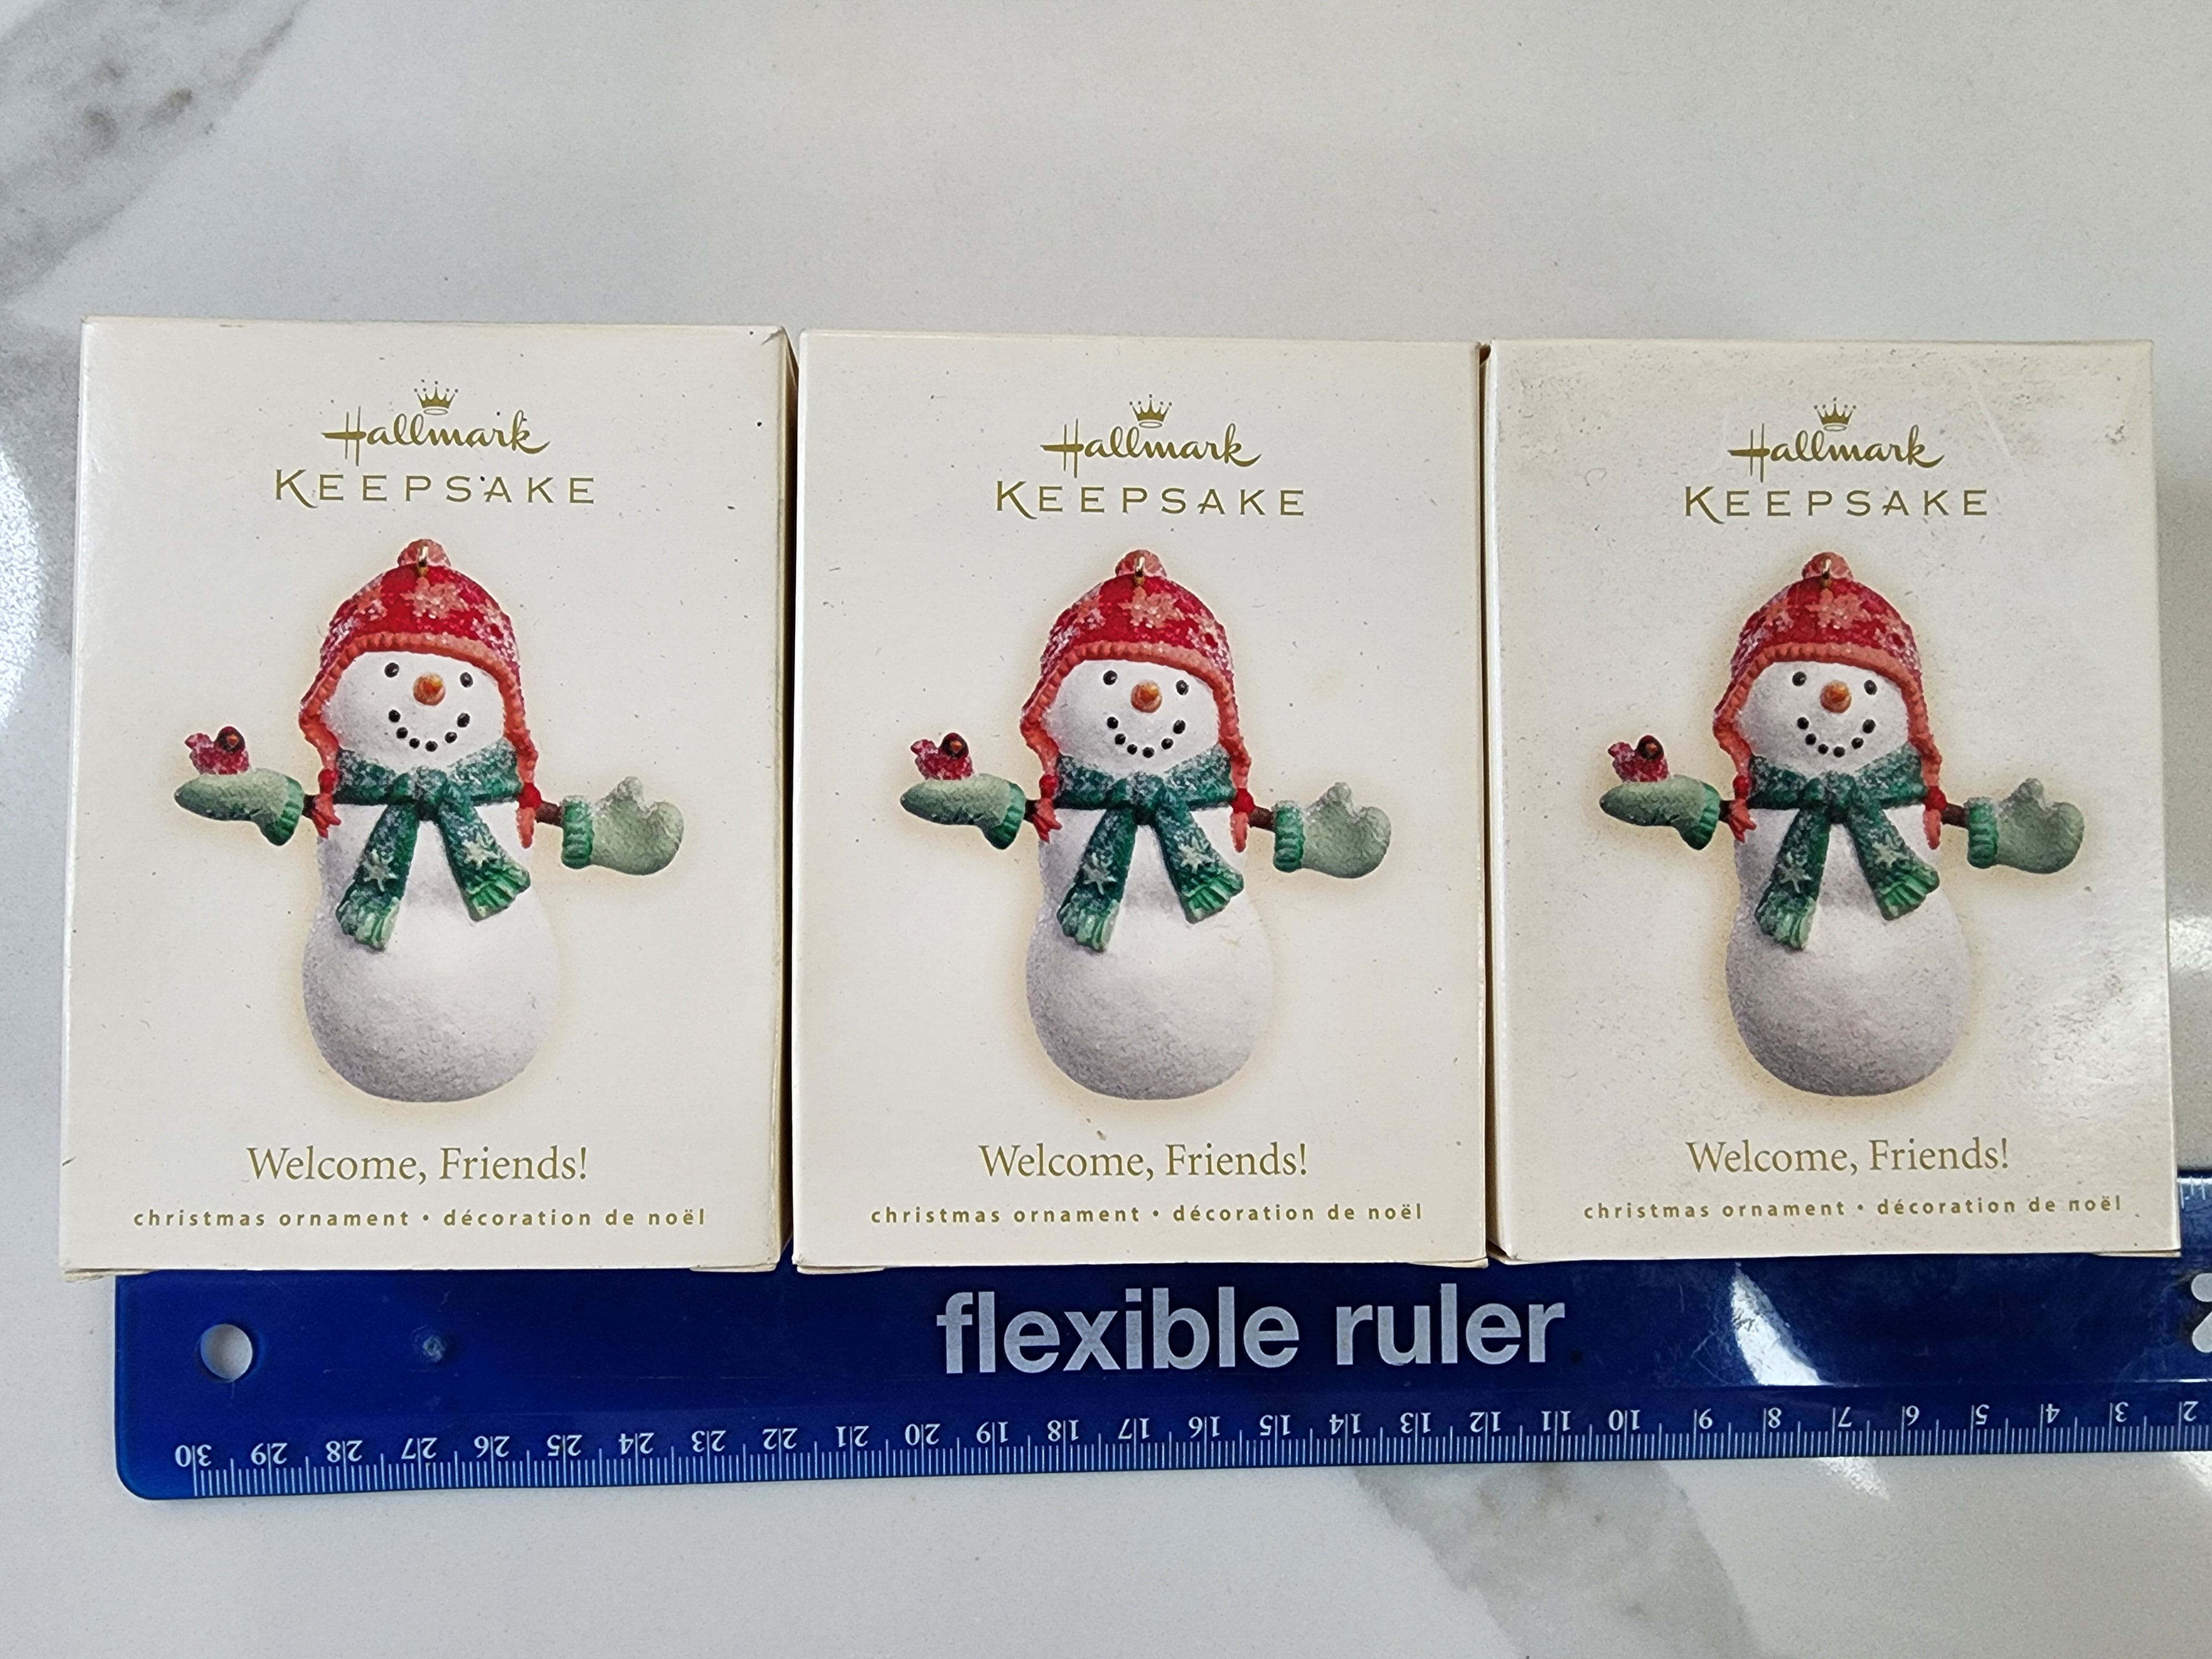 Hallmark
KEEPSAKE
Welcome, Friends!
christmas ornament • décoration de noël
Hallmark
KEEPSAKE
Welcome, Friends!
christmas ornament • décoration de noël
Hallmark
KEEPSAKE
Welcome, Friends!
christmas ornament • décoration de noël
flexible ruler
30 29 28 27 26 25 24 23 22 21 20 19 18 17 16 15 14 13 12 11 10 9 8 7 6 5 4 3 2